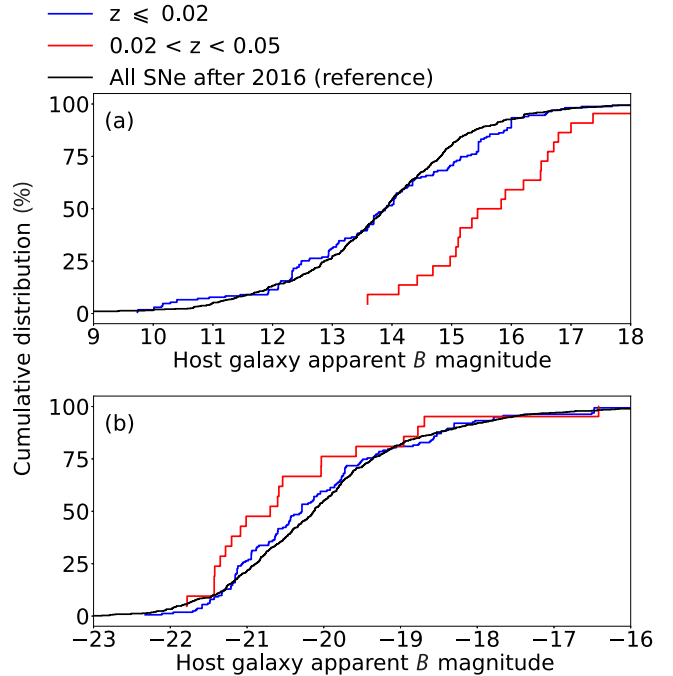 z ⩽ 0.02
0.02 < z < 0.05
All SNe after 2016 (reference)
Cumulative distribution (%)
(a)
100
75
50
25
0
9 10 11 12 13 14 15 16 17 18
Host galaxy apparent B magnitude
(b)
100
75
50
25
0
−23 −22 −21 −20 −19 −18 −17 −16
Host galaxy apparent B magnitude